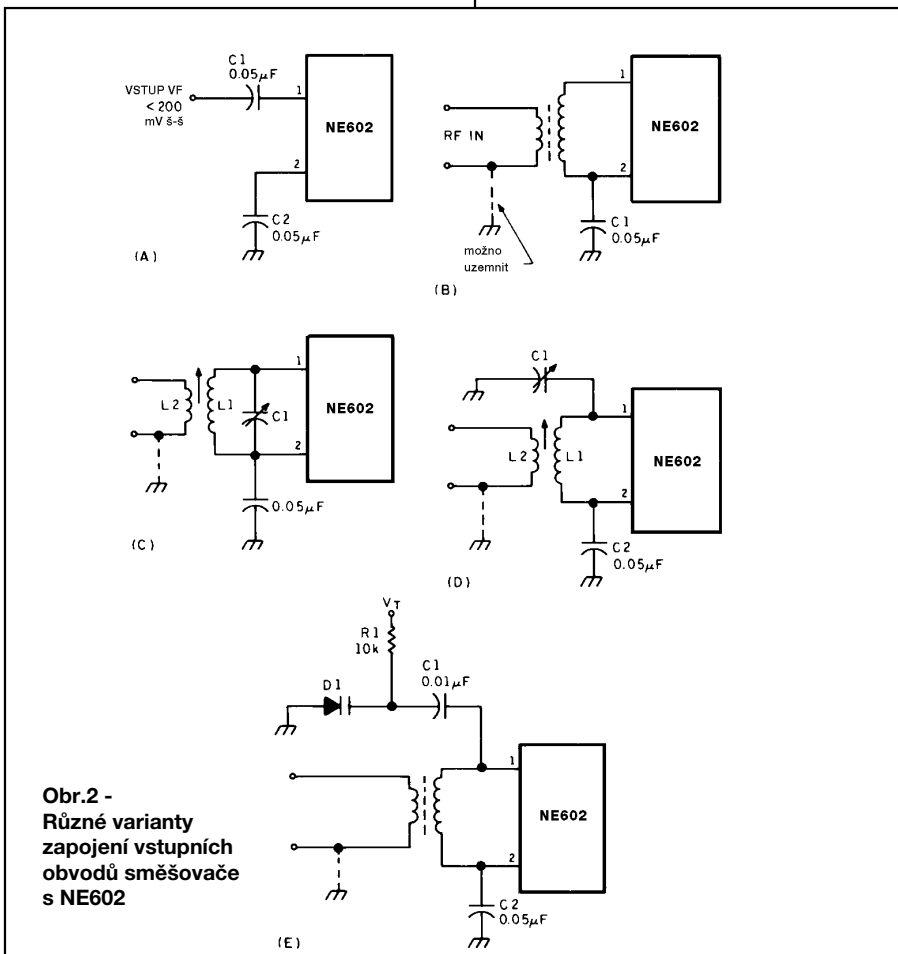 C1
0.05µF
VSTUP VF
< 200
mV š-š
1
NE602
2
C2
0.05µF
(A)
RF IN
1
NE602
2
C1
0.05µF
možno
uzemnit
(B)
L2
L1
C1
1
NE602
2
0.05µF
(C)
C1
L2
L1
1
NE602
2
C2
0.05µF
(D)
VT
R1
10k
C1
0.01µF
D1
1
NE602
2
C2
0.05µF
(E)
Obr.2 -
Různé varianty
zapojení vstupních
obvodů směšovače
s NE602